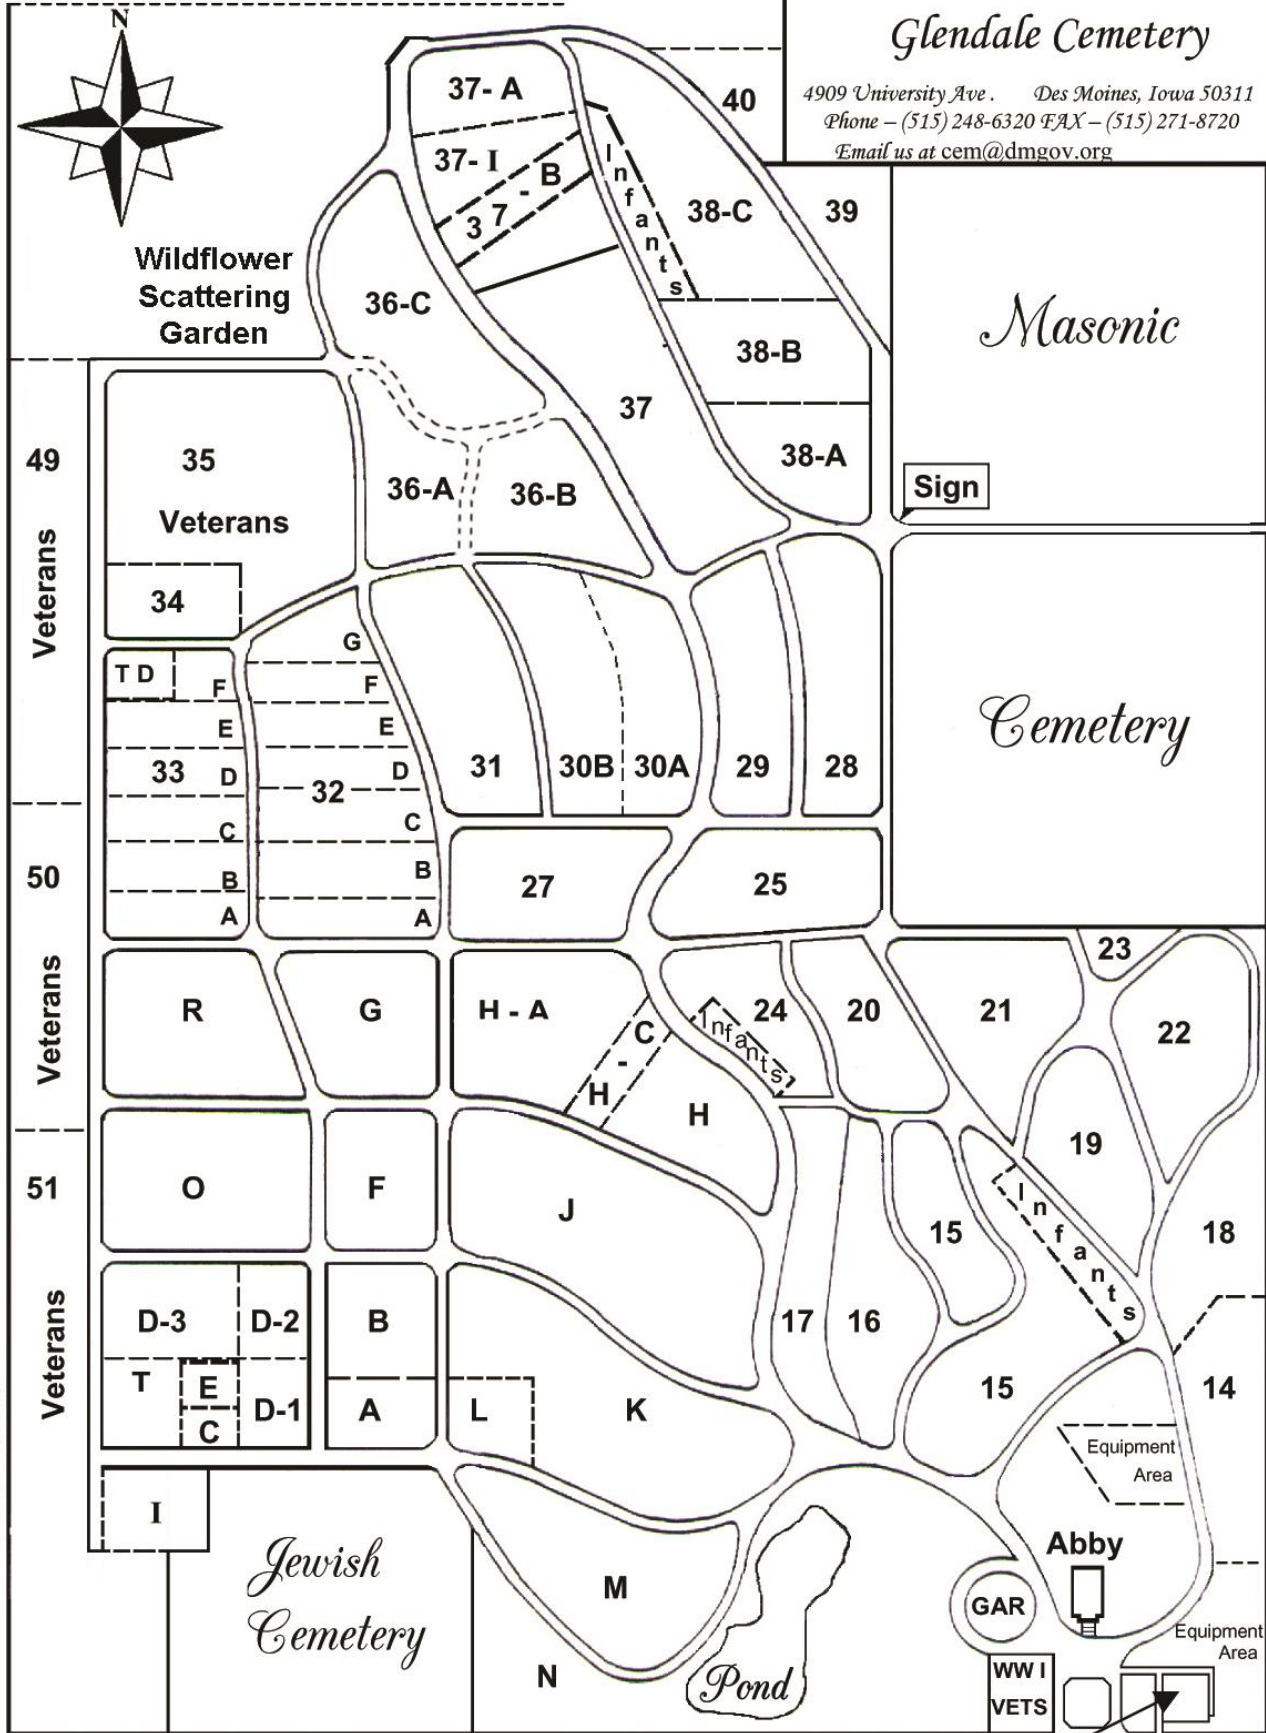 N
Glendale Cemetery
4909 University Ave . Des Moines, Iowa 50311
Phone – (515) 248-6320 FAX – (515) 271-8720
Email us at cem@dmgov.org
37- A
40
37- I
37 - B
Infants
38-C
39
Wildflower
Scattering
Garden
36-C
Masonic
38-B
37
49
35
Veterans
36-A
36-B
38-A
Sign
Veterans
34
G
T D
F
F
E
E
33
D
32
D
31
30B
30A
29
28
Cemetery
C
C
50
B
B
27
25
A
A
23
Veterans
R
G
H - A
H - C
Infants
24
20
21
22
H
19
51
O
F
J
15
Infants
18
Veterans
D-3
D-2
B
17
16
T
E
C
D-1
A
L
K
15
14
Equipment
Area
I
Jewish
Cemetery
M
Abby
GAR
N
Pond
Equipment
Area
WW I
VETS